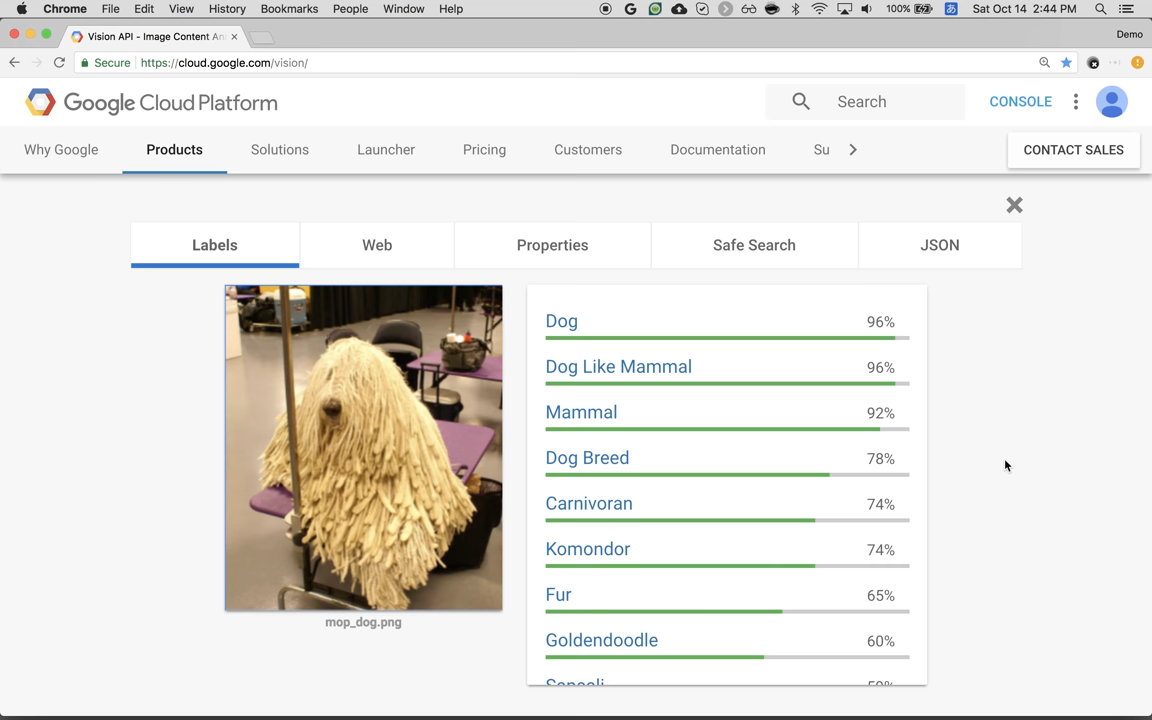 Chrome File Edit View History Bookmarks People Window Help 100% あ Sat Oct 14 2:44 PM
Vision API - Image Content An
Demo
Secure https://cloud.google.com/vision/
Google Cloud Platform Search CONSOLE
Why Google Products Solutions Launcher Pricing Customers Documentation Su CONTACT SALES
Labels Web Properties Safe Search JSON
Dog 96%
Dog Like Mammal 96%
Mammal 92%
Dog Breed 78%
Carnivoran 74%
Komondor 74%
Fur 65%
Goldendoodle 60%
mop_dog.png